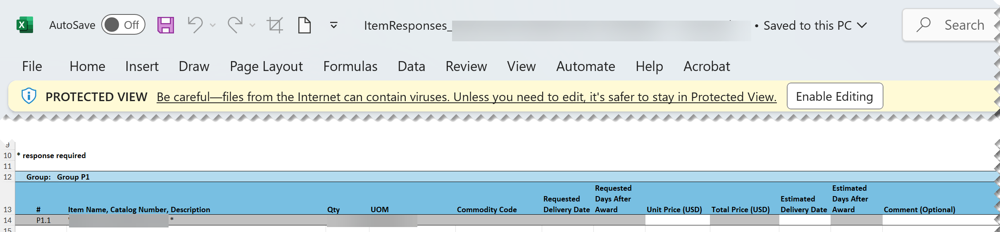 AutoSave Off ItemResponses_ • Saved to this PC Search
File Home Insert Draw Page Layout Formulas Data Review View Automate Help Acrobat
PROTECTED VIEW Be careful—files from the Internet can contain viruses. Unless you need to edit, it's safer to stay in Protected View. Enable Editing
9
10 * response required
11
12 Group: Group P1
13 # Item Name, Catalog Number, Description Qty UOM Commodity Code Requested Delivery Date Requested Days After Award Unit Price (USD) Total Price (USD) Estimated Delivery Date Estimated Days After Award Comment (Optional)
14 P1.1 *
15